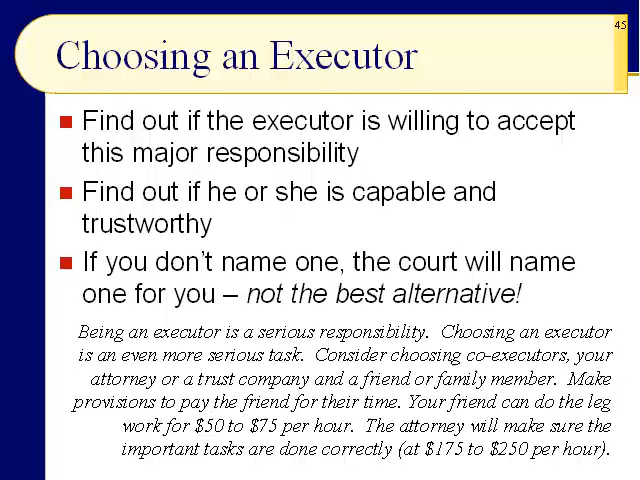 45
Choosing an Executor
Find out if the executor is willing to accept
this major responsibility
Find out if he or she is capable and
trustworthy
If you don't name one, the court will name
one for you – not the best alternative!
Being an executor is a serious responsibility.  Choosing an executor
is an even more serious task.  Consider choosing co-executors, your
attorney or a trust company and a friend or family member.  Make
provisions to pay the friend for their time. Your friend can do the leg
work for $50 to $75 per hour.  The attorney will make sure the
important tasks are done correctly (at $175 to $250 per hour).